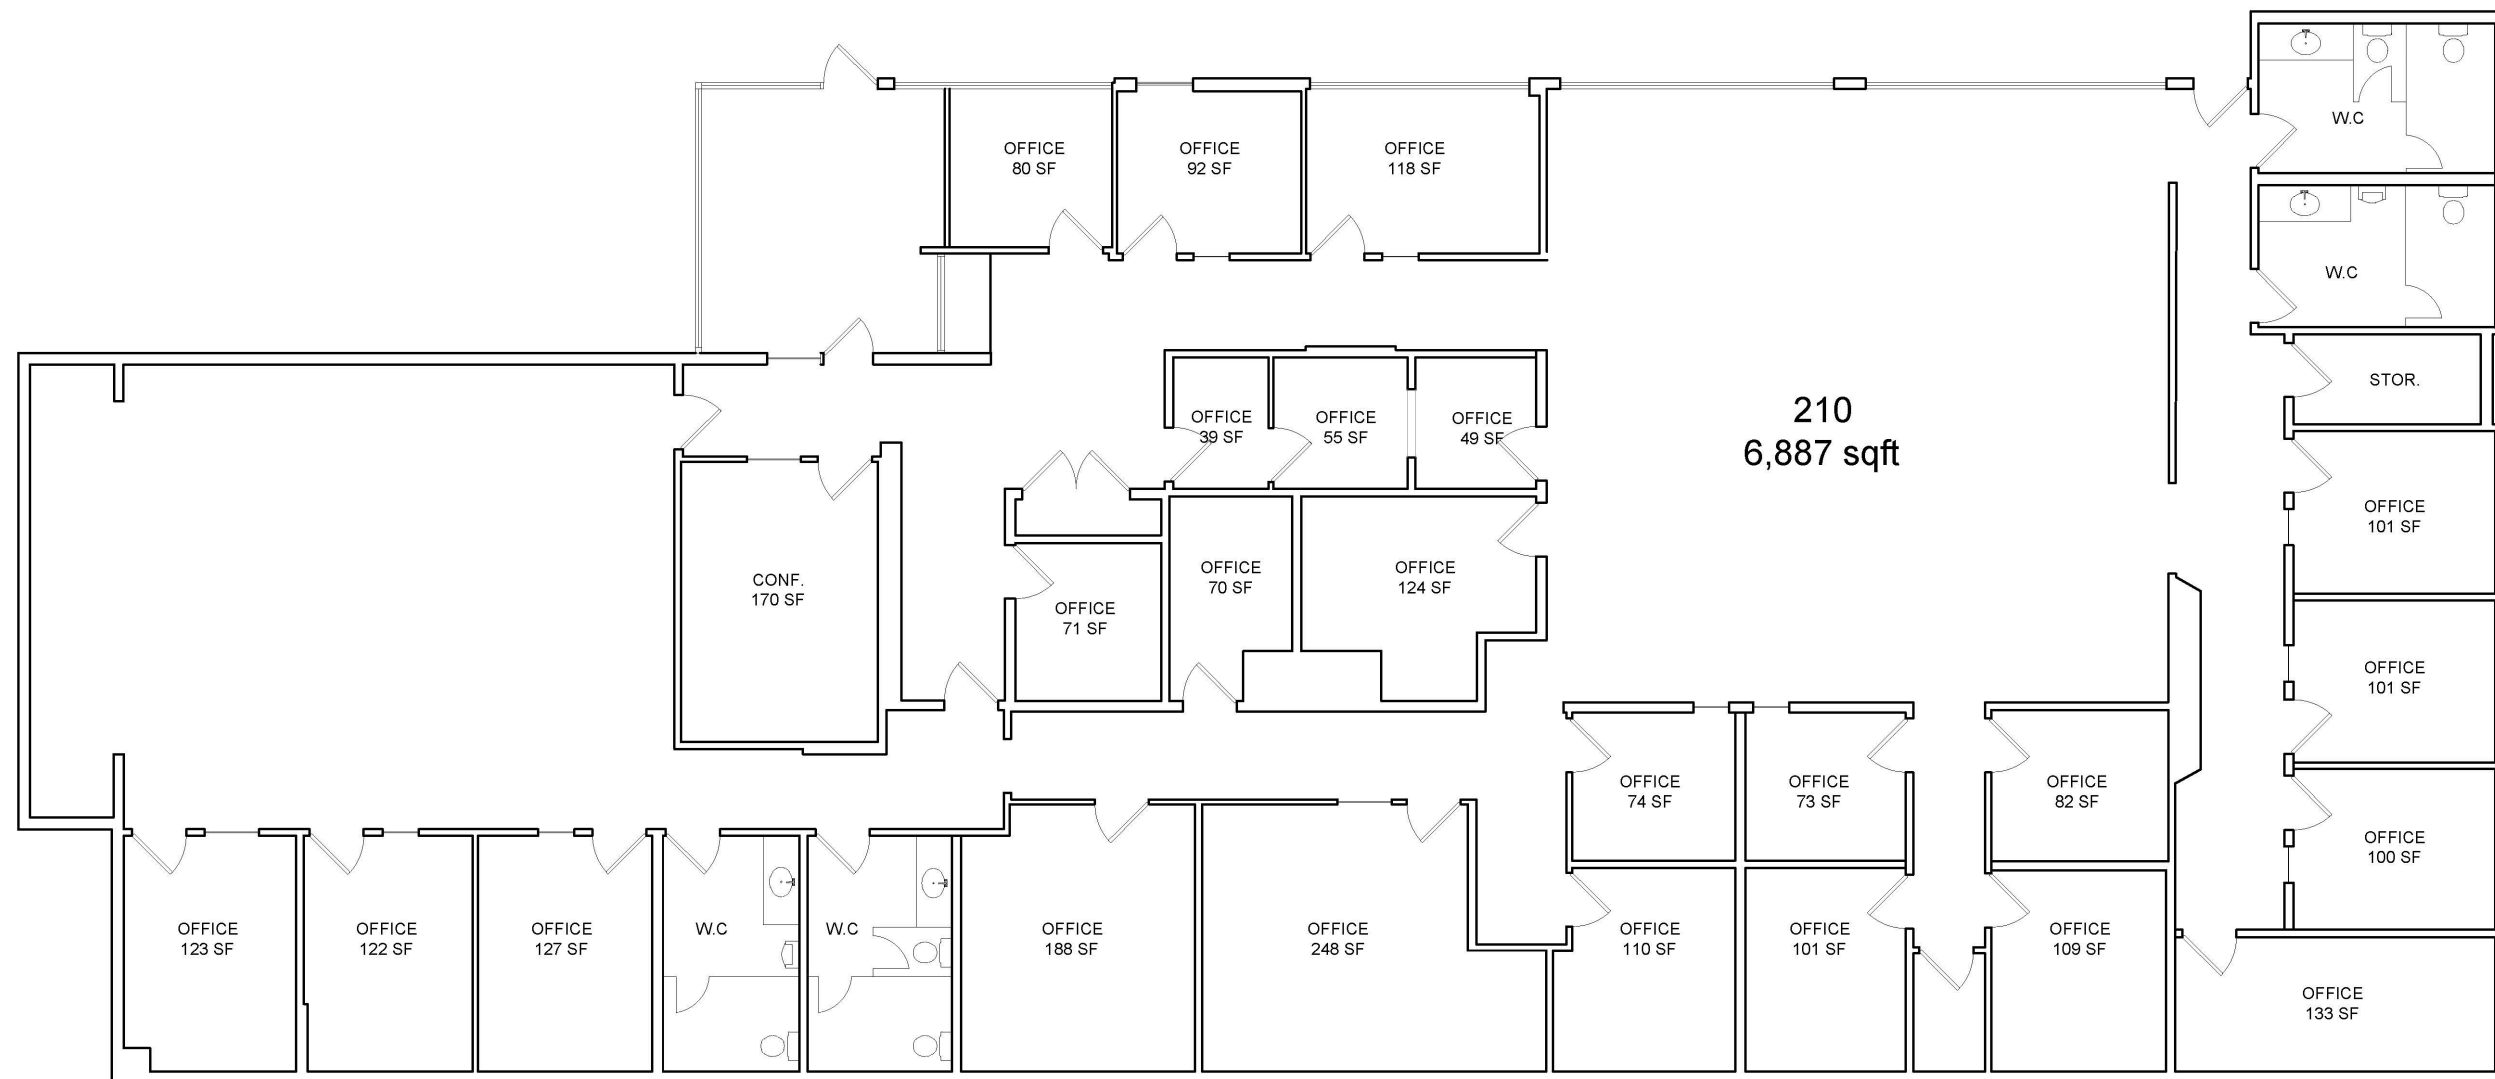 W.C
OFFICE
80 SF
OFFICE
92 SF
OFFICE
118 SF
W.C
STOR.
210
6,887 sqft
OFFICE
39 SF
OFFICE
55 SF
OFFICE
49 SF
OFFICE
101 SF
CONF.
170 SF
OFFICE
71 SF
OFFICE
70 SF
OFFICE
124 SF
OFFICE
101 SF
OFFICE
74 SF
OFFICE
73 SF
OFFICE
82 SF
OFFICE
100 SF
OFFICE
123 SF
OFFICE
122 SF
OFFICE
127 SF
W.C
W.C
OFFICE
188 SF
OFFICE
248 SF
OFFICE
110 SF
OFFICE
101 SF
OFFICE
109 SF
OFFICE
133 SF